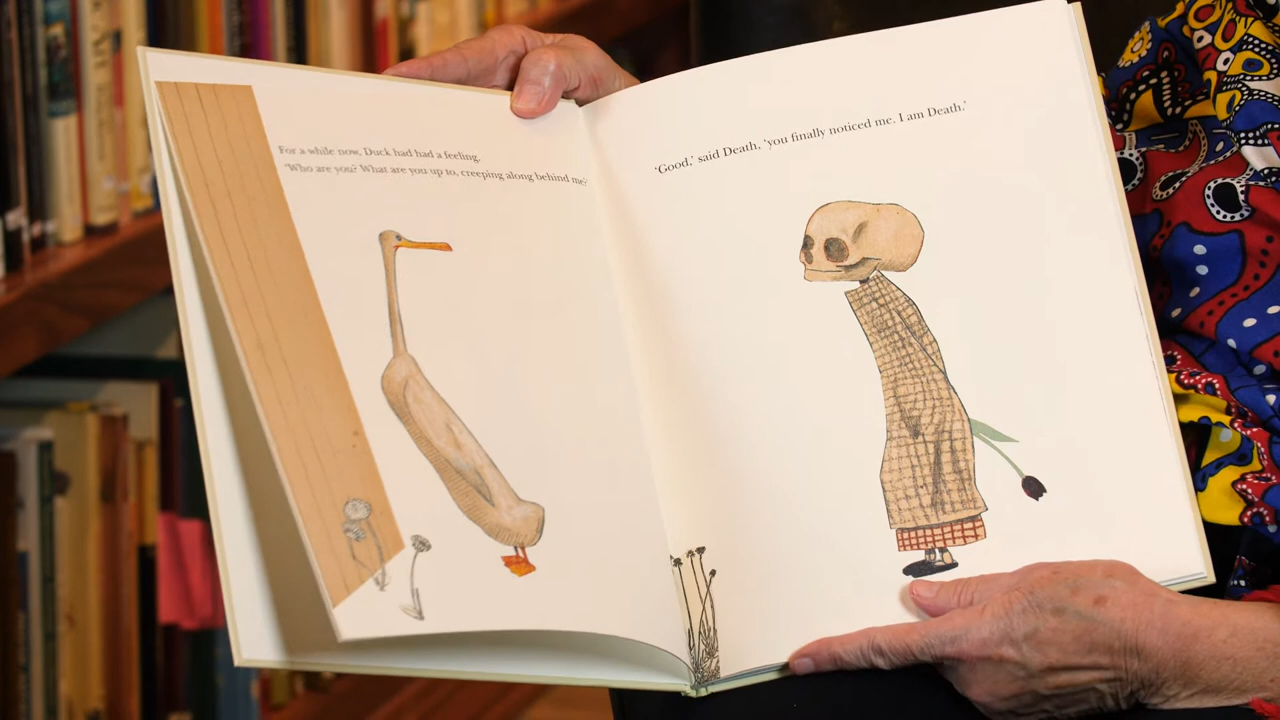 For a while now, Duck had had a feeling.
'Who are you? What are you up to, creeping along behind me?'
'Good,' said Death, 'you finally noticed me. I am Death.'